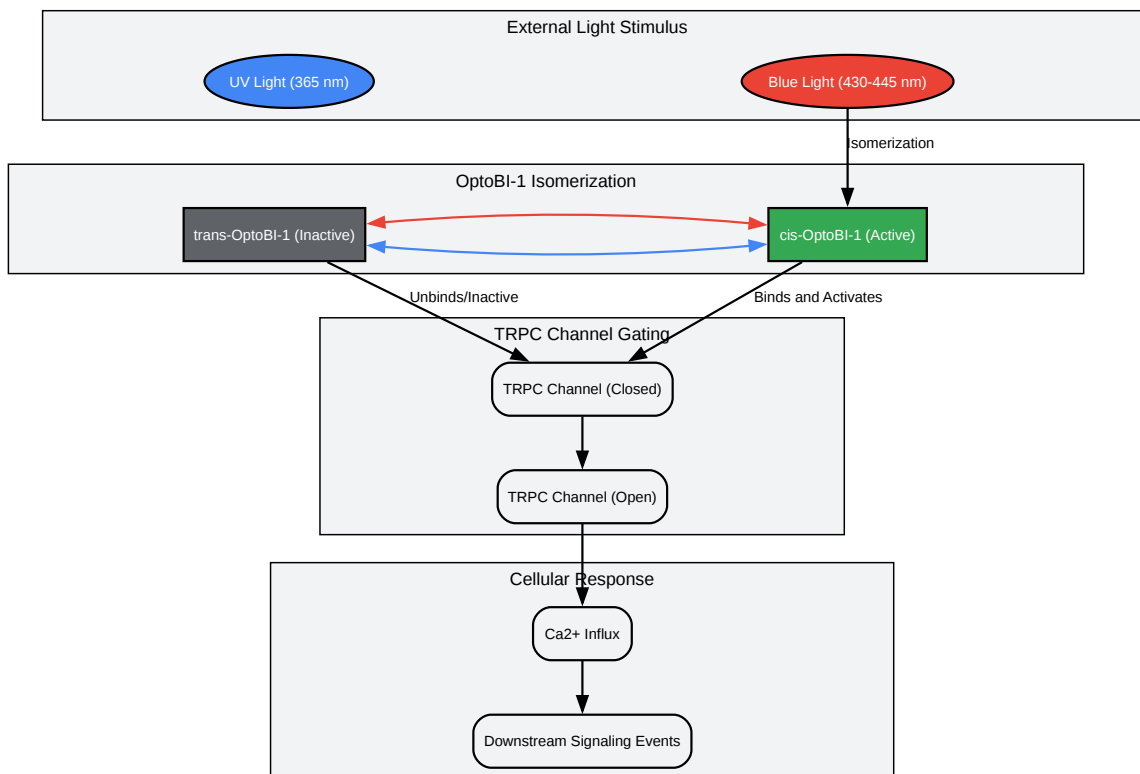 External Light Stimulus
UV Light (365 nm)
Blue Light (430-445 nm)
Isomerization
OptoBI-1 Isomerization
trans-OptoBI-1 (Inactive)
cis-OptoBI-1 (Active)
Unbinds/Inactive
Binds and Activates
TRPC Channel Gating
TRPC Channel (Closed)
TRPC Channel (Open)
Cellular Response
Ca2+ Influx
Downstream Signaling Events